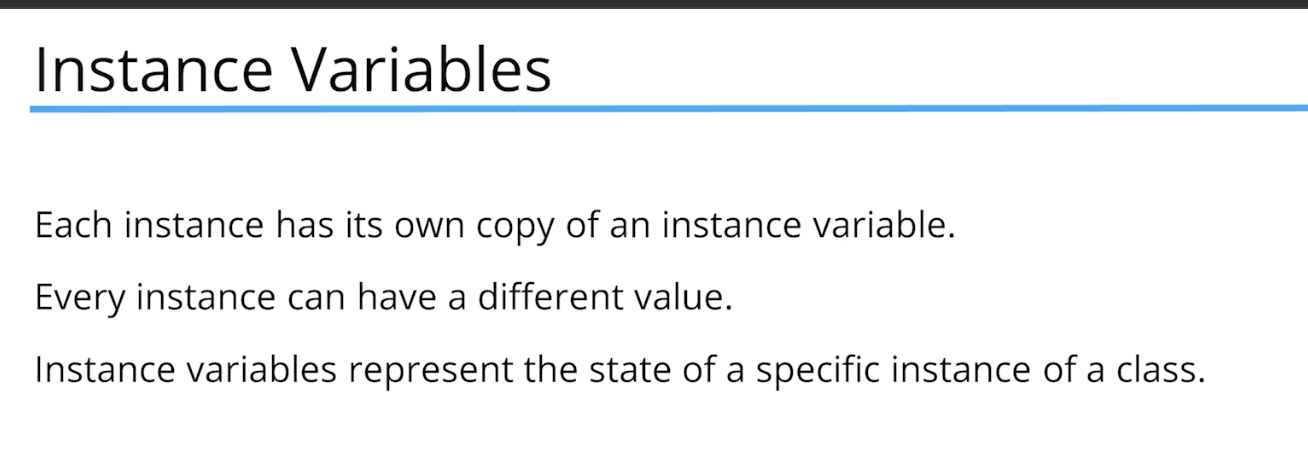 Instance Variables
Each instance has its own copy of an instance variable.
Every instance can have a different value.
Instance variables represent the state of a specific instance of a class.